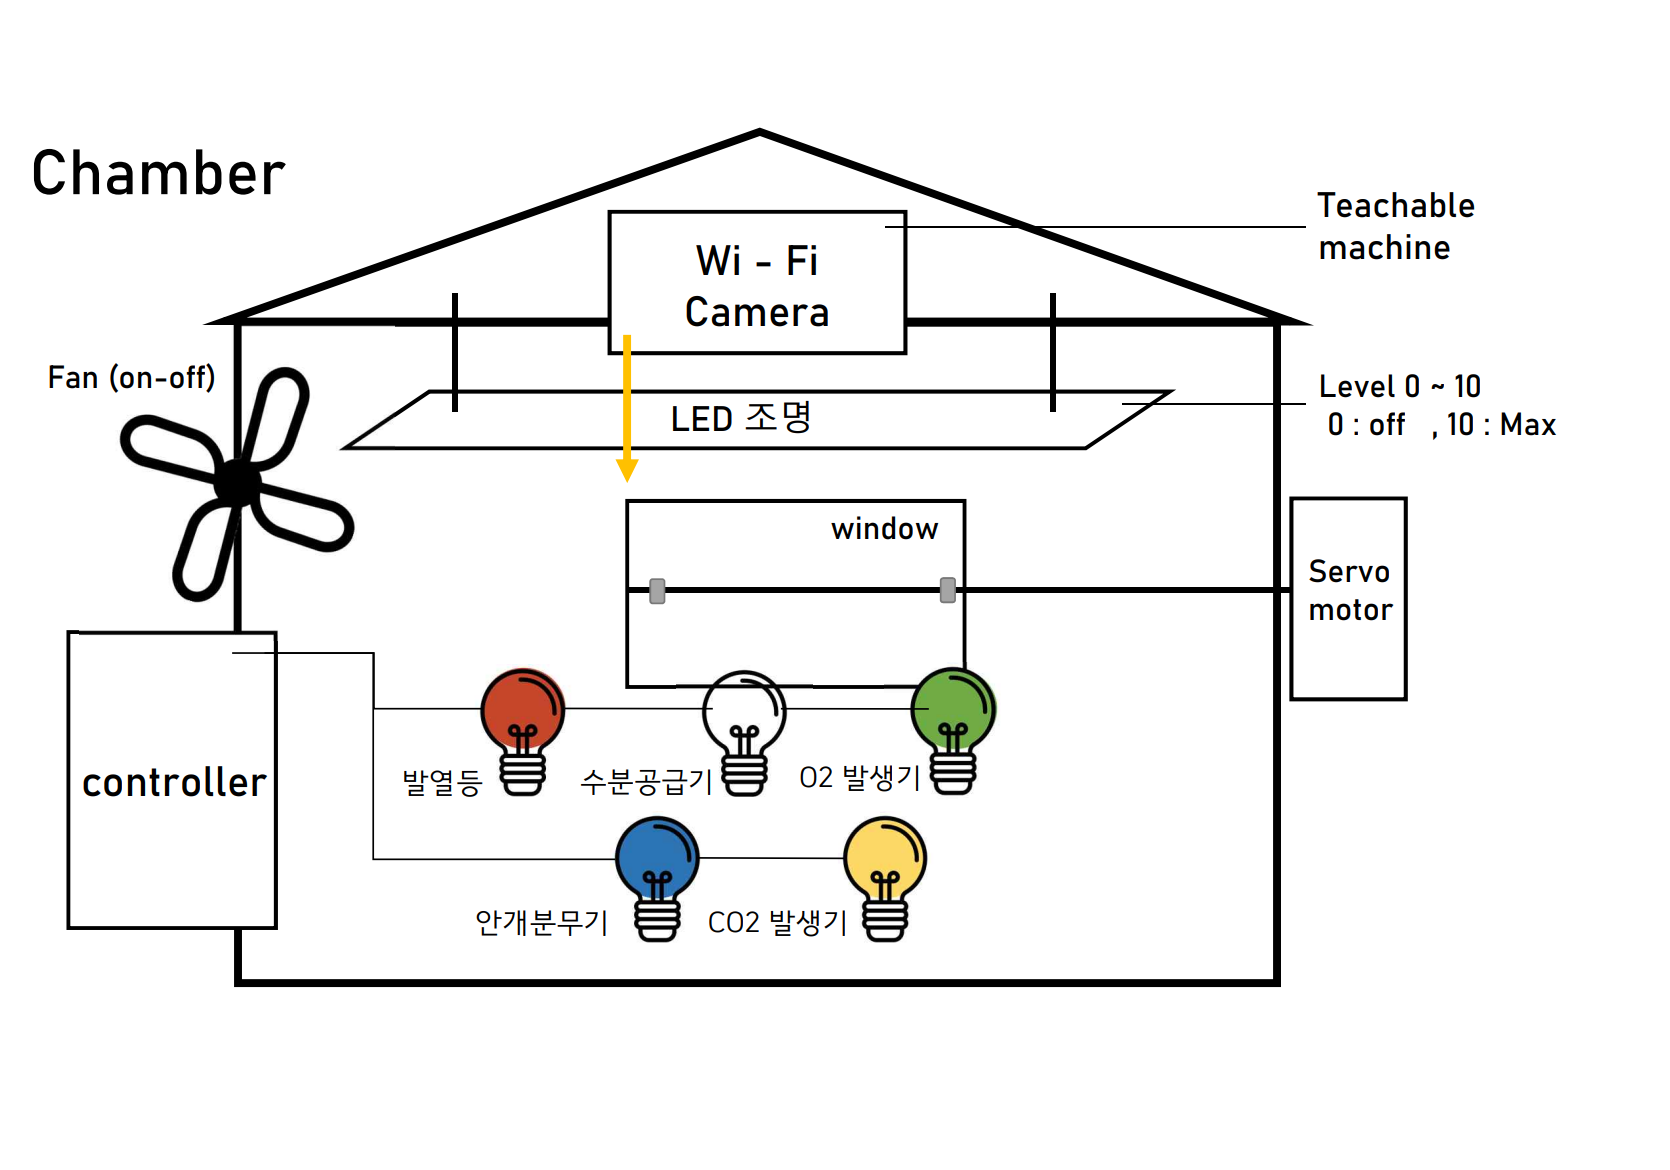 Chamber
Wi - Fi
Camera
Teachable
machine
Fan (on-off)
LED 조명
Level 0 ~ 10
0 : off , 10 : Max
window
Servo
motor
controller
발열등
수분공급기
O2 발생기
안개분무기
CO2 발생기